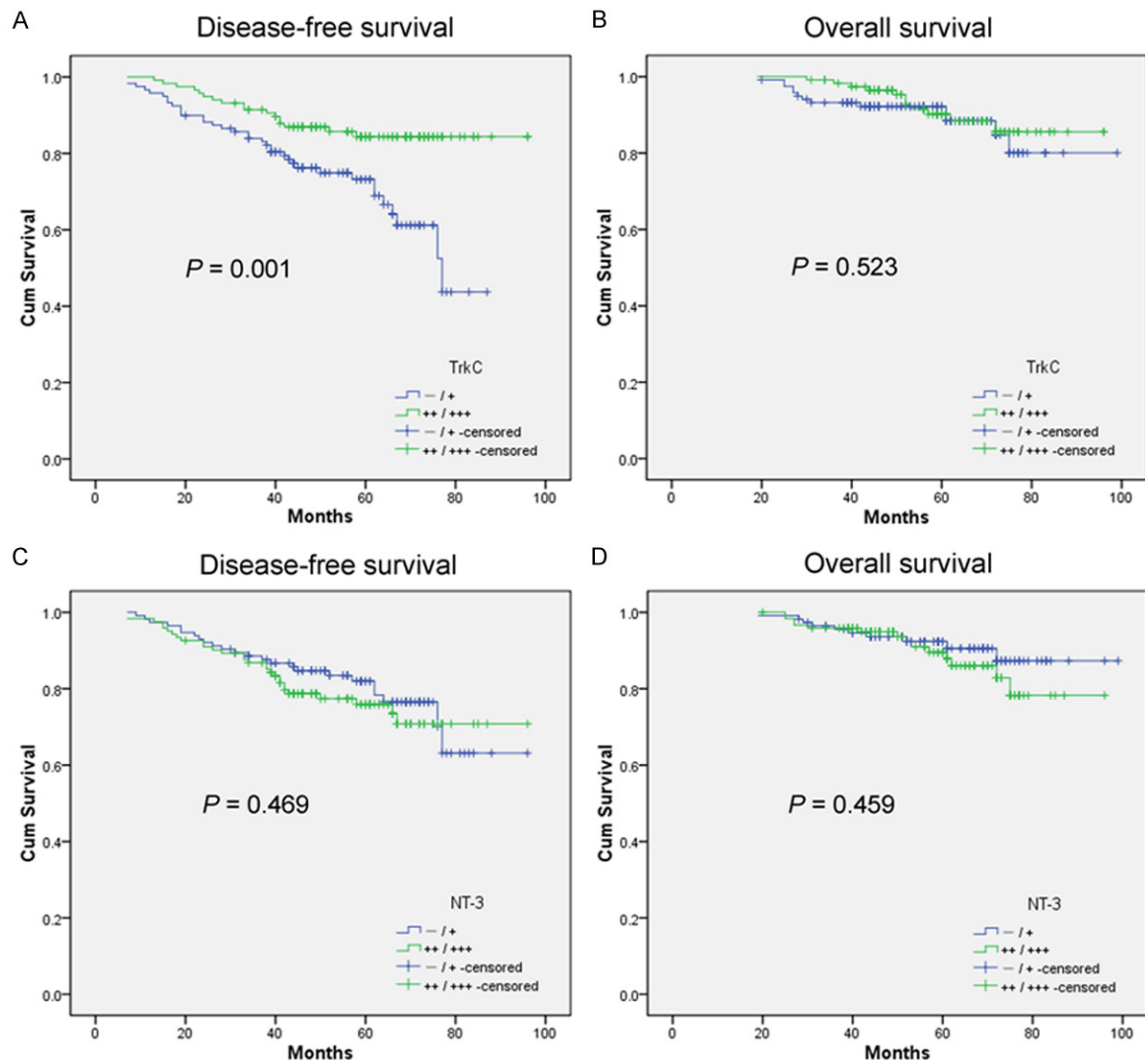 A
Disease-free survival
1.0
0.8
0.6
0.4
0.2
0.0
Cum Survival
P = 0.001
TrkC
— / +
++ / +++
— / + -censored
++ / +++ -censored
0 20 40 60 80 100
Months
B
Overall survival
1.0
0.8
0.6
0.4
0.2
0.0
Cum Survival
P = 0.523
TrkC
— / +
++ / +++
— / + -censored
++ / +++ -censored
0 20 40 60 80 100
Months
C
Disease-free survival
1.0
0.8
0.6
0.4
0.2
0.0
Cum Survival
P = 0.469
NT-3
— / +
++ / +++
— / + -censored
++ / +++ -censored
0 20 40 60 80 100
Months
D
Overall survival
1.0
0.8
0.6
0.4
0.2
0.0
Cum Survival
P = 0.459
NT-3
— / +
++ / +++
— / + -censored
++ / +++ -censored
0 20 40 60 80 100
Months